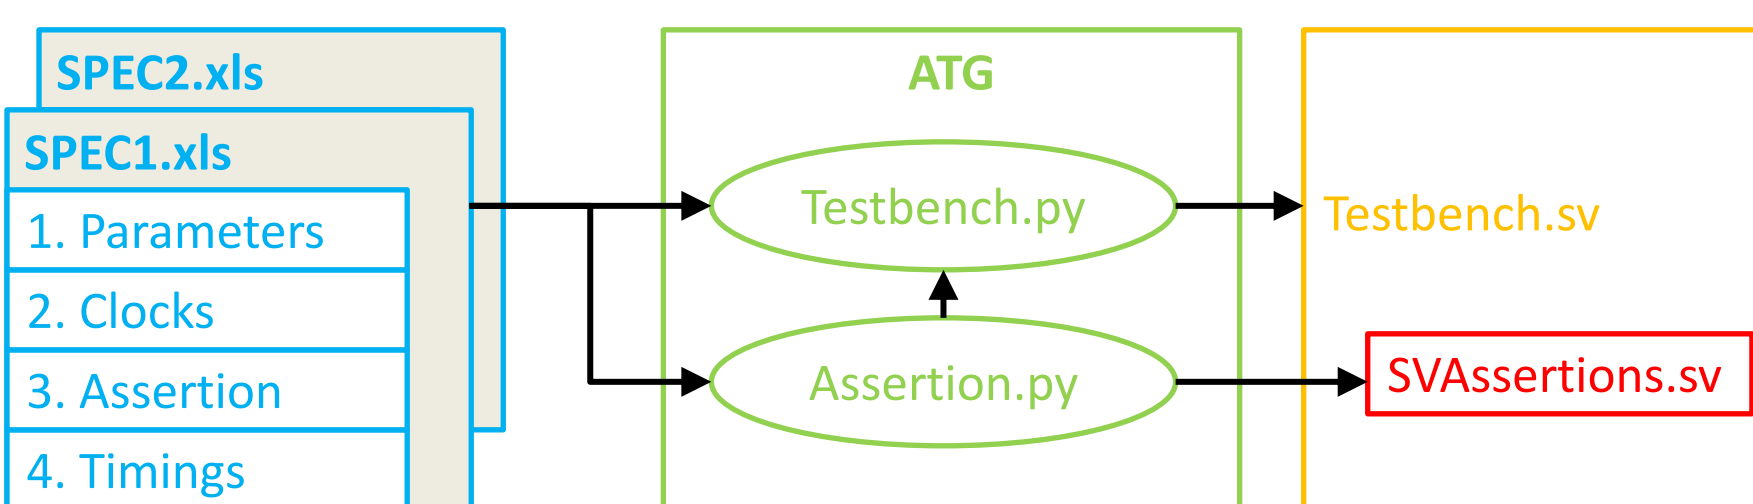 SPEC2.xls
SPEC1.xls
1. Parameters
2. Clocks
3. Assertion
4. Timings
ATG
Testbench.py
Assertion.py
Testbench.sv
SVAssertions.sv